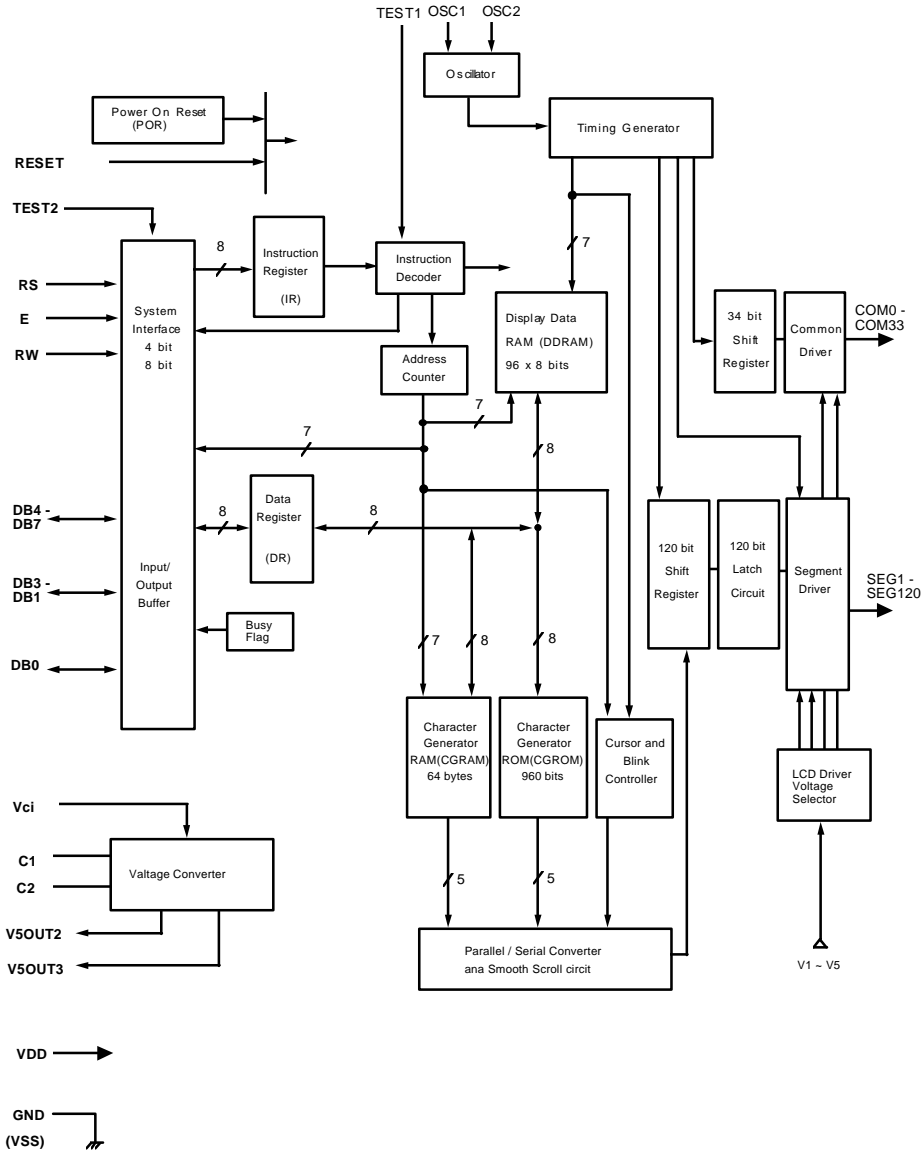 TEST1
OSC1
OSC2
Oscillator
Power On Reset
(POR)
Timing Generator
RESET
TEST2
8
Instruction
Register
(IR)
Instruction
Decoder
7
RS
E
RW
System
Interface
4 bit
8 bit
Display Data
RAM (DDRAM)
96 x 8 bits
34 bit
Shift
Register
Common
Driver
COM0 -
COM33
Address
Counter
7
7
8
DB4 -
DB7
8
Data
Register
(DR)
8
120 bit
Shift
Register
120 bit
Latch
Circuit
Segment
Driver
SEG1 -
SEG120
DB3 -
DB1
Input/
Output
Buffer
Busy
Flag
7
8
8
DB0
Character
Generator
RAM(CGRAM)
64 bytes
Character
Generator
ROM(CGROM)
960 bits
Cursor and
Blink
Controller
LCD Driver
Voltage
Selector
Vci
C1
C2
Valtage Converter
5
5
V5OUT2
V5OUT3
Parallel / Serial Converter
ana Smooth Scroll circit
V1 ~ V5
VDD
GND
(VSS)